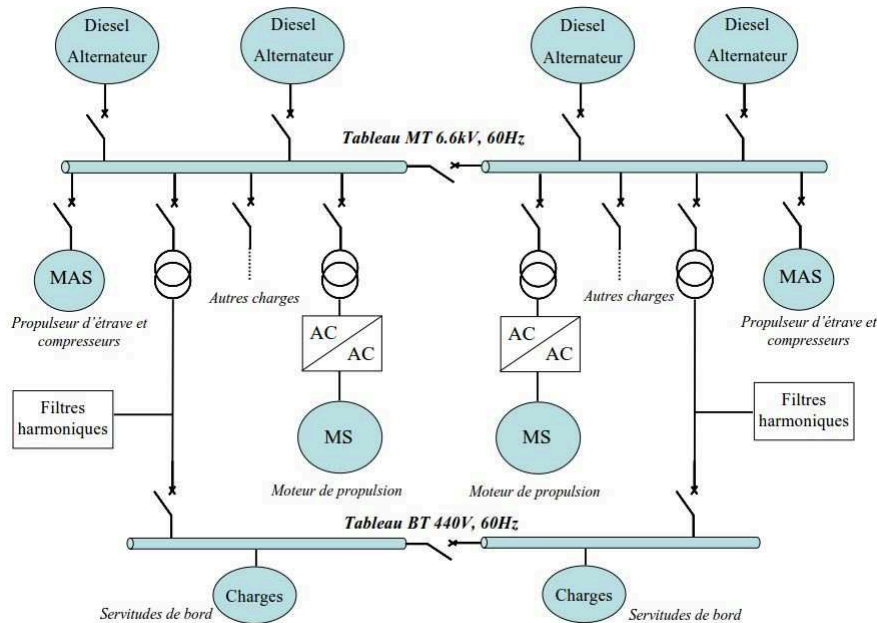 Diesel
Alternateur
Diesel
Alternateur
Diesel
Alternateur
Diesel
Alternateur
Tableau MT 6.6kV, 60Hz
MAS
Propulseur d'étrave et
compresseurs
Autres charges
AC
AC
AC
AC
Autres charges
MAS
Propulseur d'étrave et
compresseurs
Filtres
harmoniques
MS
Moteur de propulsion
MS
Moteur de propulsion
Filtres
harmoniques
Tableau BT 440V, 60Hz
Charges
Servitudes de bord
Charges
Servitudes de bord